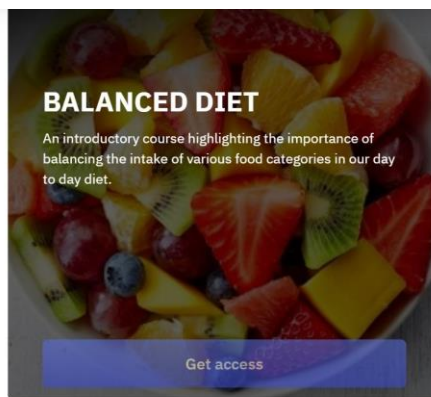 BALANCED DIET
An introductory course highlighting the importance of
balancing the intake of various food categories in our day
to day diet.
Get access